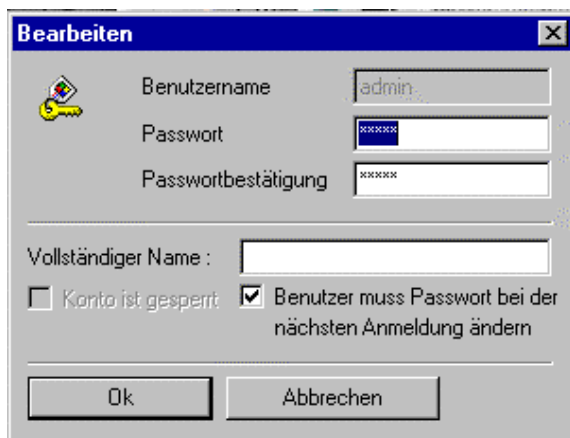 Bearbeiten
Benutzername admin
Passwort *****
Passwortbestätigung *****
Vollständiger Name :
Konto ist gesperrt
Benutzer muss Passwort bei der
nächsten Anmeldung ändern
Ok Abbrechen